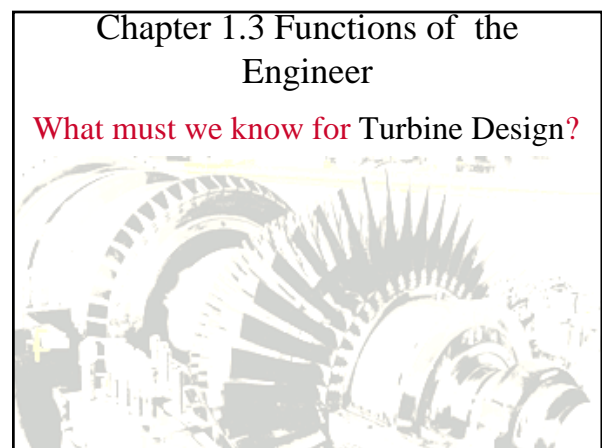 Chapter 1.3 Functions of the
Engineer
What must we know for Turbine Design?